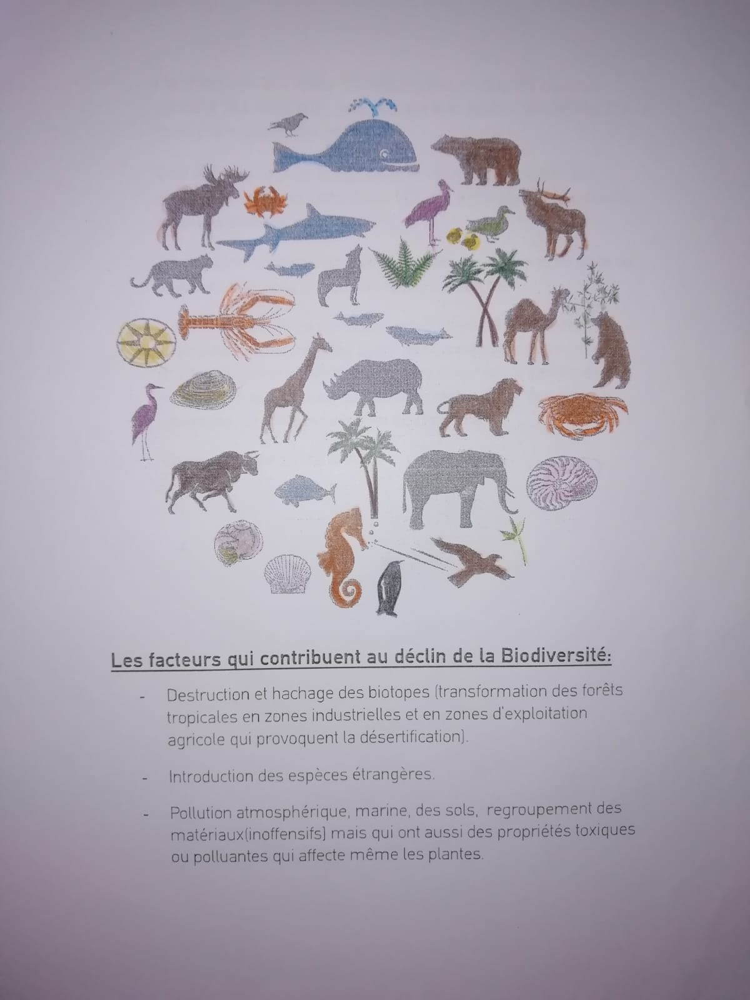 Les facteurs qui contribuent au déclin de la Biodiversité:
- Destruction et hachage des biotopes (transformation des forêts
tropicales en zones industrielles et en zones d'exploitation
agricole qui provoquent la désertification).
- Introduction des espèces étrangères.
- Pollution atmosphérique, marine, des sols, regroupement des
matériaux(inoffensifs) mais qui ont aussi des propriétés toxiques
ou polluantes qui affecte même les plantes.